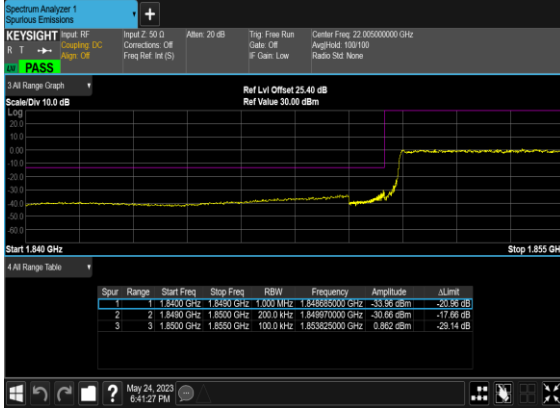 Spectrum Analyzer 1
Spurious Emissions
+
KEYSIGHT Input: RF
R T Coupling: DC
Align: Off
Input Z: 50 Ω
Corrections: Off
Freq Ref: Int (S)
Atten: 20 dB
Trig: Free Run
Gate: Off
IF Gain: Low
Center Freq: 22.005000000 GHz
Avg|Hold: 100/100
Radio Std: None
PASS
3.All Range Graph
Scale/Div 10.0 dB
Ref Lvl Offset 25.40 dB
Ref Value 30.00 dBm
Log
20.0
10.0
0.00
-10.0
-20.0
-30.0
-40.0
-50.0
-60.0
Start 1.840 GHz
Stop 1.855 GH
4.All Range Table
Spur Range Start Freq Stop Freq RBW Frequency Amplitude ΔLimit
1 1 1.8400 GHz 1.8490 GHz 1.000 MHz 1.848685000 GHz -33.96 dBm -20.96 dB
2 2 1.8490 GHz 1.8500 GHz 200.0 kHz 1.849970000 GHz -30.66 dBm -17.66 dB
3 3 1.8500 GHz 1.8550 GHz 100.0 kHz 1.853825000 GHz 0.862 dBm -29.14 dB
?
May 24, 2023
6:41:27 PM